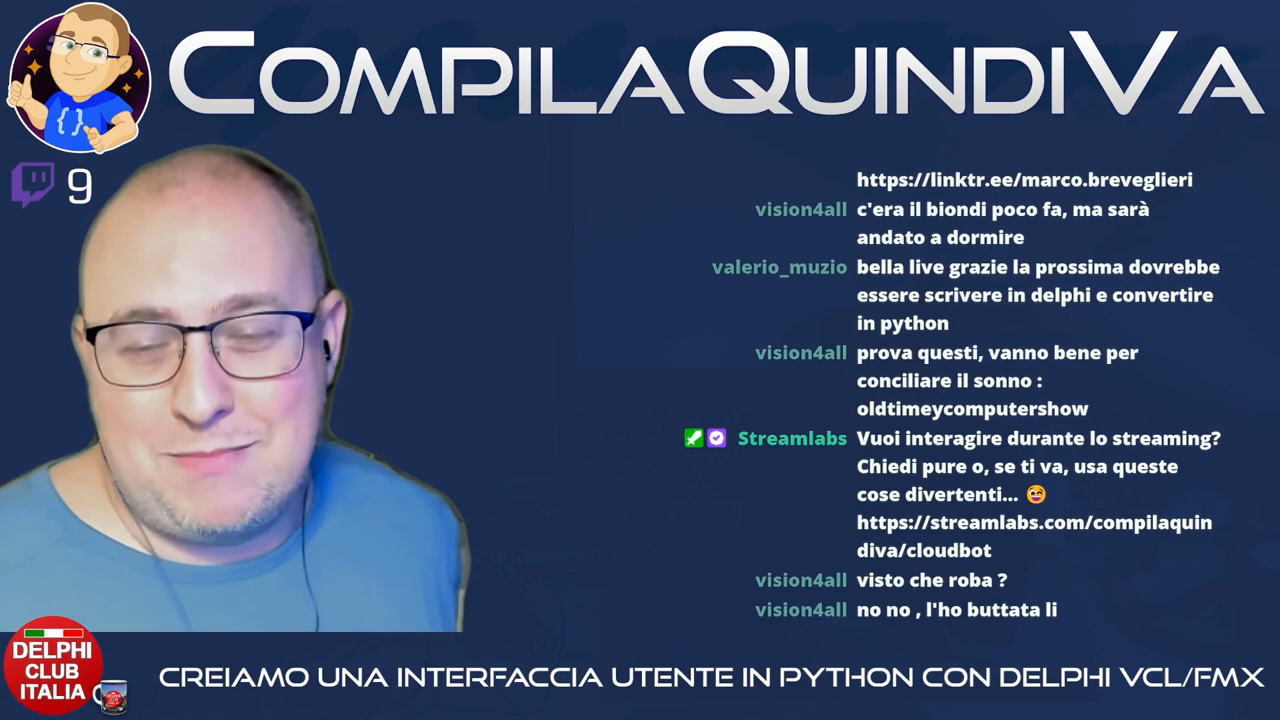 COMPILAQUINDIVA
{ }
9
https://linktr.ee/marco.breveglieri
vision4all c'era il biondi poco fa, ma sarà
andato a dormire
valerio_muzio bella live grazie la prossima dovrebbe
essere scrivere in delphi e convertire
in python
vision4all prova questi, vanno bene per
conciliare il sonno :
oldtimeycomputershow
Streamlabs Vuoi interagire durante lo streaming?
Chiedi pure o, se ti va, usa queste
cose divertenti... 😄
https://streamlabs.com/compilaquin
diva/cloudbot
vision4all visto che roba ?
vision4all no no , l'ho buttata li
DELPHI
CLUB
ITALIA
CREIAMO UNA INTERFACCIA UTENTE IN PYTHON CON DELPHI VCL/FMX